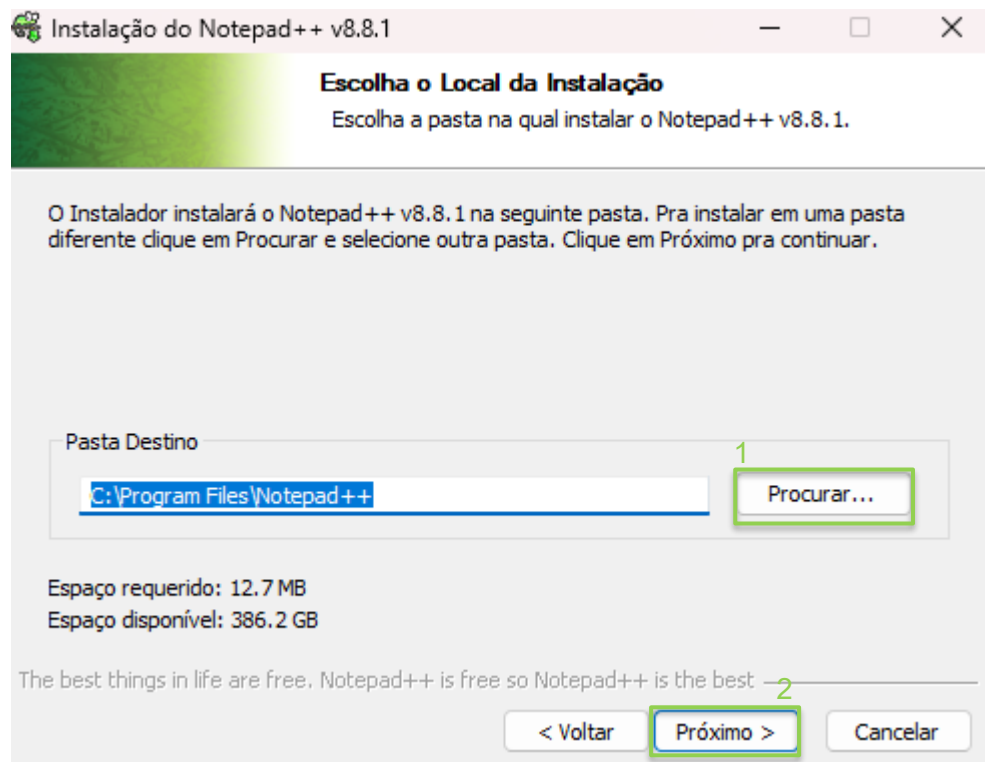 Instalação do Notepad++ v8.8.1
Escolha o Local da Instalação
Escolha a pasta na qual instalar o Notepad++ v8.8.1.
O Instalador instalará o Notepad++ v8.8.1 na seguinte pasta. Pra instalar em uma pasta
diferente clique em Procurar e selecione outra pasta. Clique em Próximo pra continuar.
Pasta Destino
1
C:\Program Files\Notepad++
Procurar...
Espaço requerido: 12.7 MB
Espaço disponível: 386.2 GB
The best things in life are free. Notepad++ is free so Notepad++ is the best
2
< Voltar
Próximo >
Cancelar